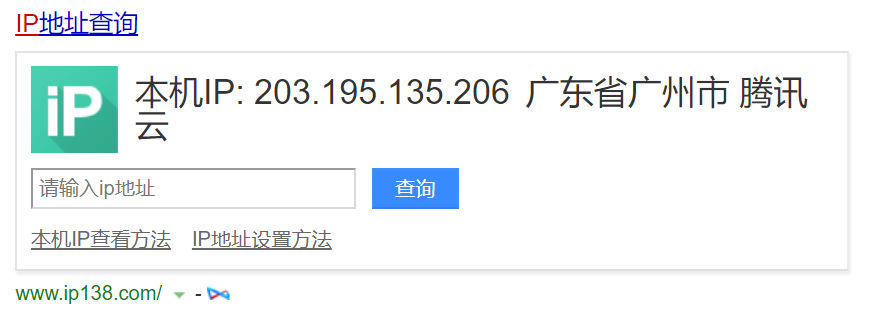 IP地址查询
iP
本机IP: 203.195.135.206 广东省广州市 腾讯
云
请输入ip地址 查询
本机IP查看方法 IP地址设置方法
www.ip138.com/ -